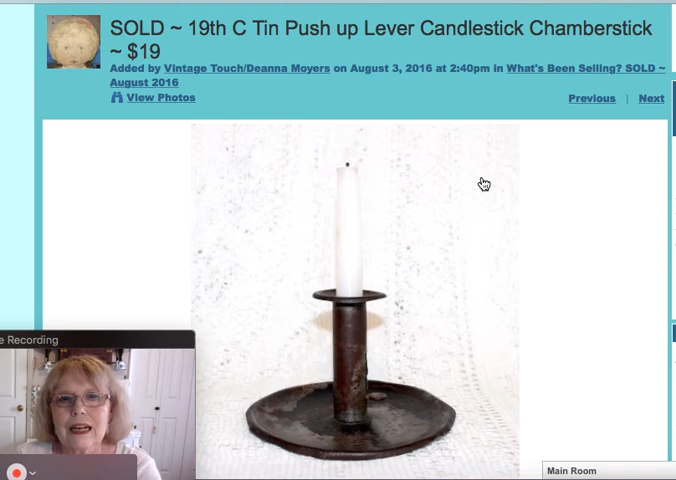 SOLD ~ 19th C Tin Push up Lever Candlestick Chamberstick
~ $19
Added by Vintage Touch/Deanna Moyers on August 3, 2016 at 2:40pm in What's Been Selling? SOLD ~
August 2016
View Photos
Previous | Next
e Recording
Main Room